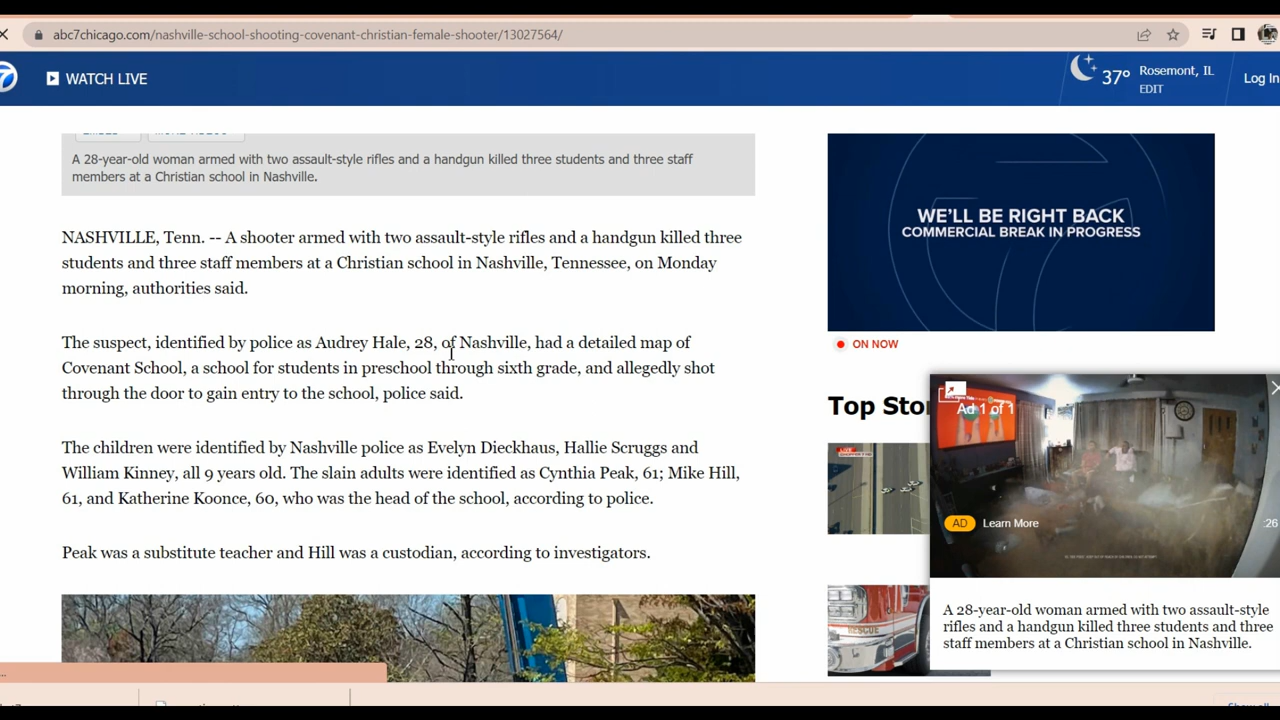 abc7chicago.com/nashville-school-shooting-covenant-christian-female-shooter/13027564/
WATCH LIVE
37°
Rosemont, IL
EDIT
Log In
A 28-year-old woman armed with two assault-style rifles and a handgun killed three students and three staff
members at a Christian school in Nashville.
NASHVILLE, Tenn. -- A shooter armed with two assault-style rifles and a handgun killed three
students and three staff members at a Christian school in Nashville, Tennessee, on Monday
morning, authorities said.
The suspect, identified by police as Audrey Hale, 28, of Nashville, had a detailed map of
Covenant School, a school for students in preschool through sixth grade, and allegedly shot
through the door to gain entry to the school, police said.
The children were identified by Nashville police as Evelyn Dieckhaus, Hallie Scruggs and
William Kinney, all 9 years old. The slain adults were identified as Cynthia Peak, 61; Mike Hill,
61, and Katherine Koonce, 60, who was the head of the school, according to police.
Peak was a substitute teacher and Hill was a custodian, according to investigators.
WE'LL BE RIGHT BACK
COMMERCIAL BREAK IN PROGRESS
ON NOW
Top Sto
Ad 1 of 1
AD Learn More
:26
A 28-year-old woman armed with two assault-style
rifles and a handgun killed three students and three
staff members at a Christian school in Nashville.
RESCUE